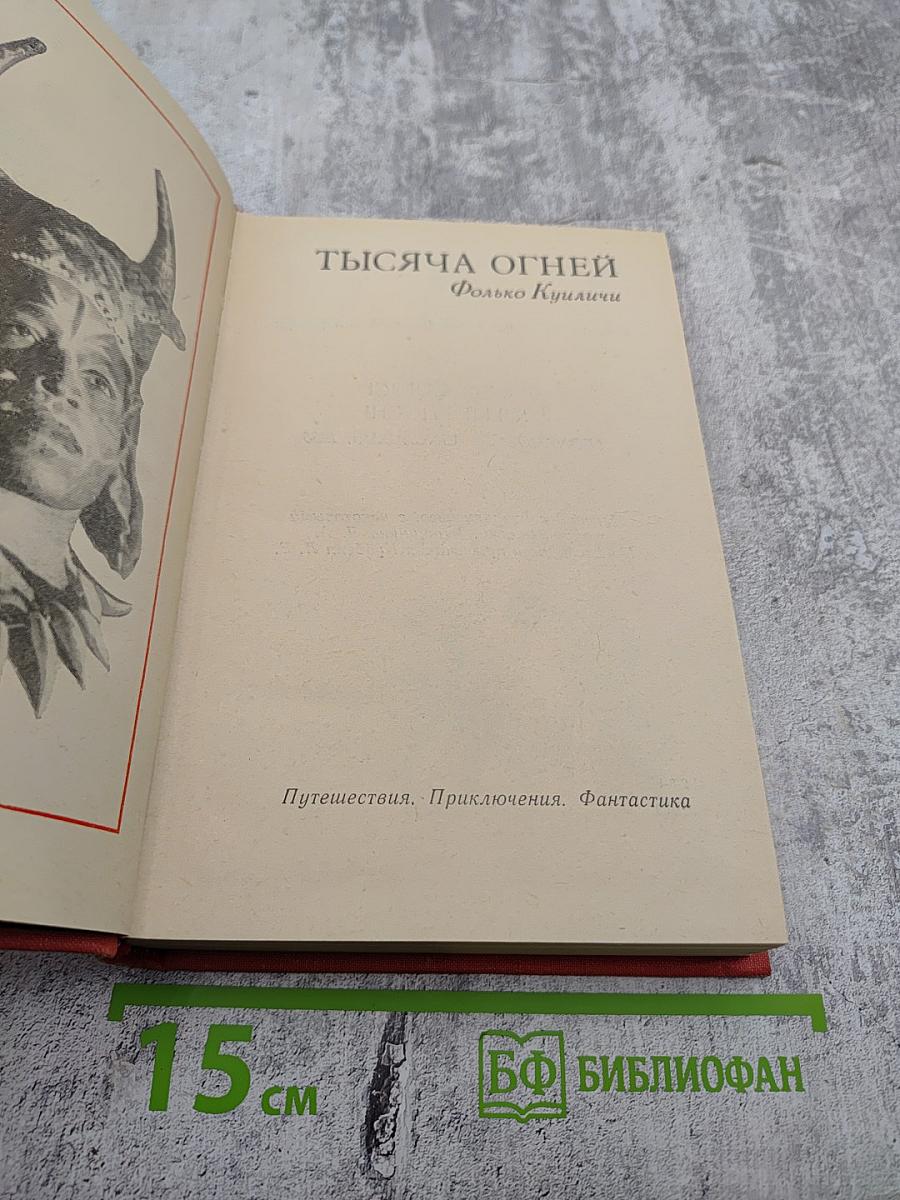 ТЫСЯЧА ОГНЕЙ
Фолько Куиличи
Путешествия. Приключения. Фантастика
15 см
БФ БИБЛИОФАН